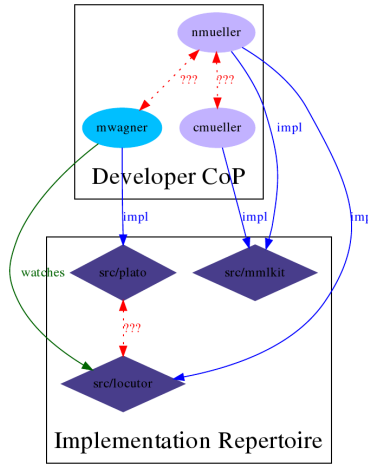 nmueller
??? ???
mwagner cmueller impl
Developer CoP
impl impl
watches src/plato src/mmlkit
???
src/locutor
Implementation Repertoire